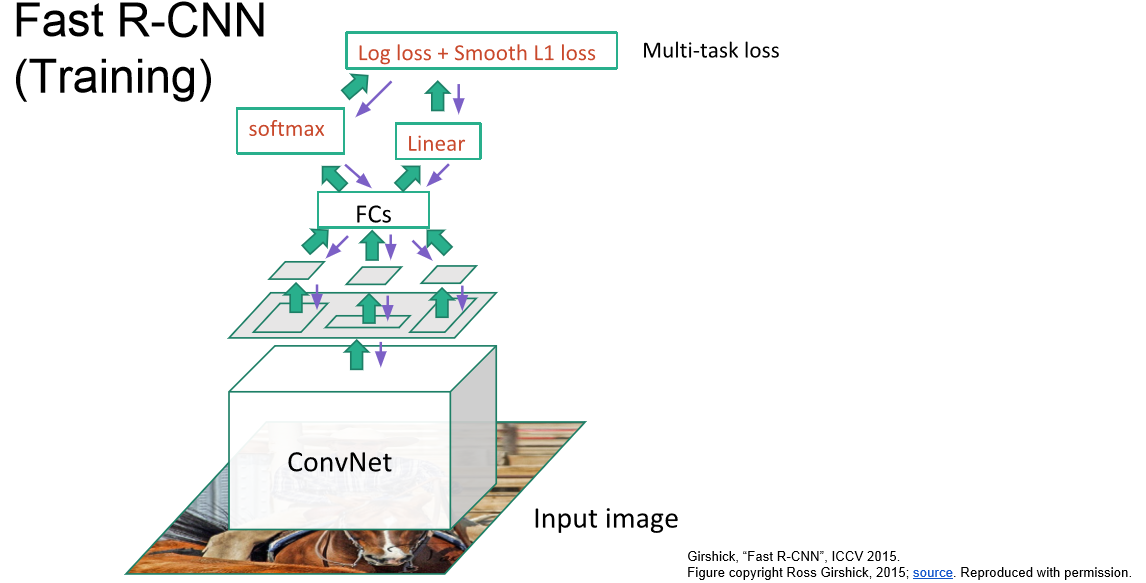 Fast R-CNN
(Training)
Log loss + Smooth L1 loss
Multi-task loss
softmax
Linear
FCs
ConvNet
Input image
Girshick, “Fast R-CNN”, ICCV 2015.
Figure copyright Ross Girshick, 2015; source. Reproduced with permission.